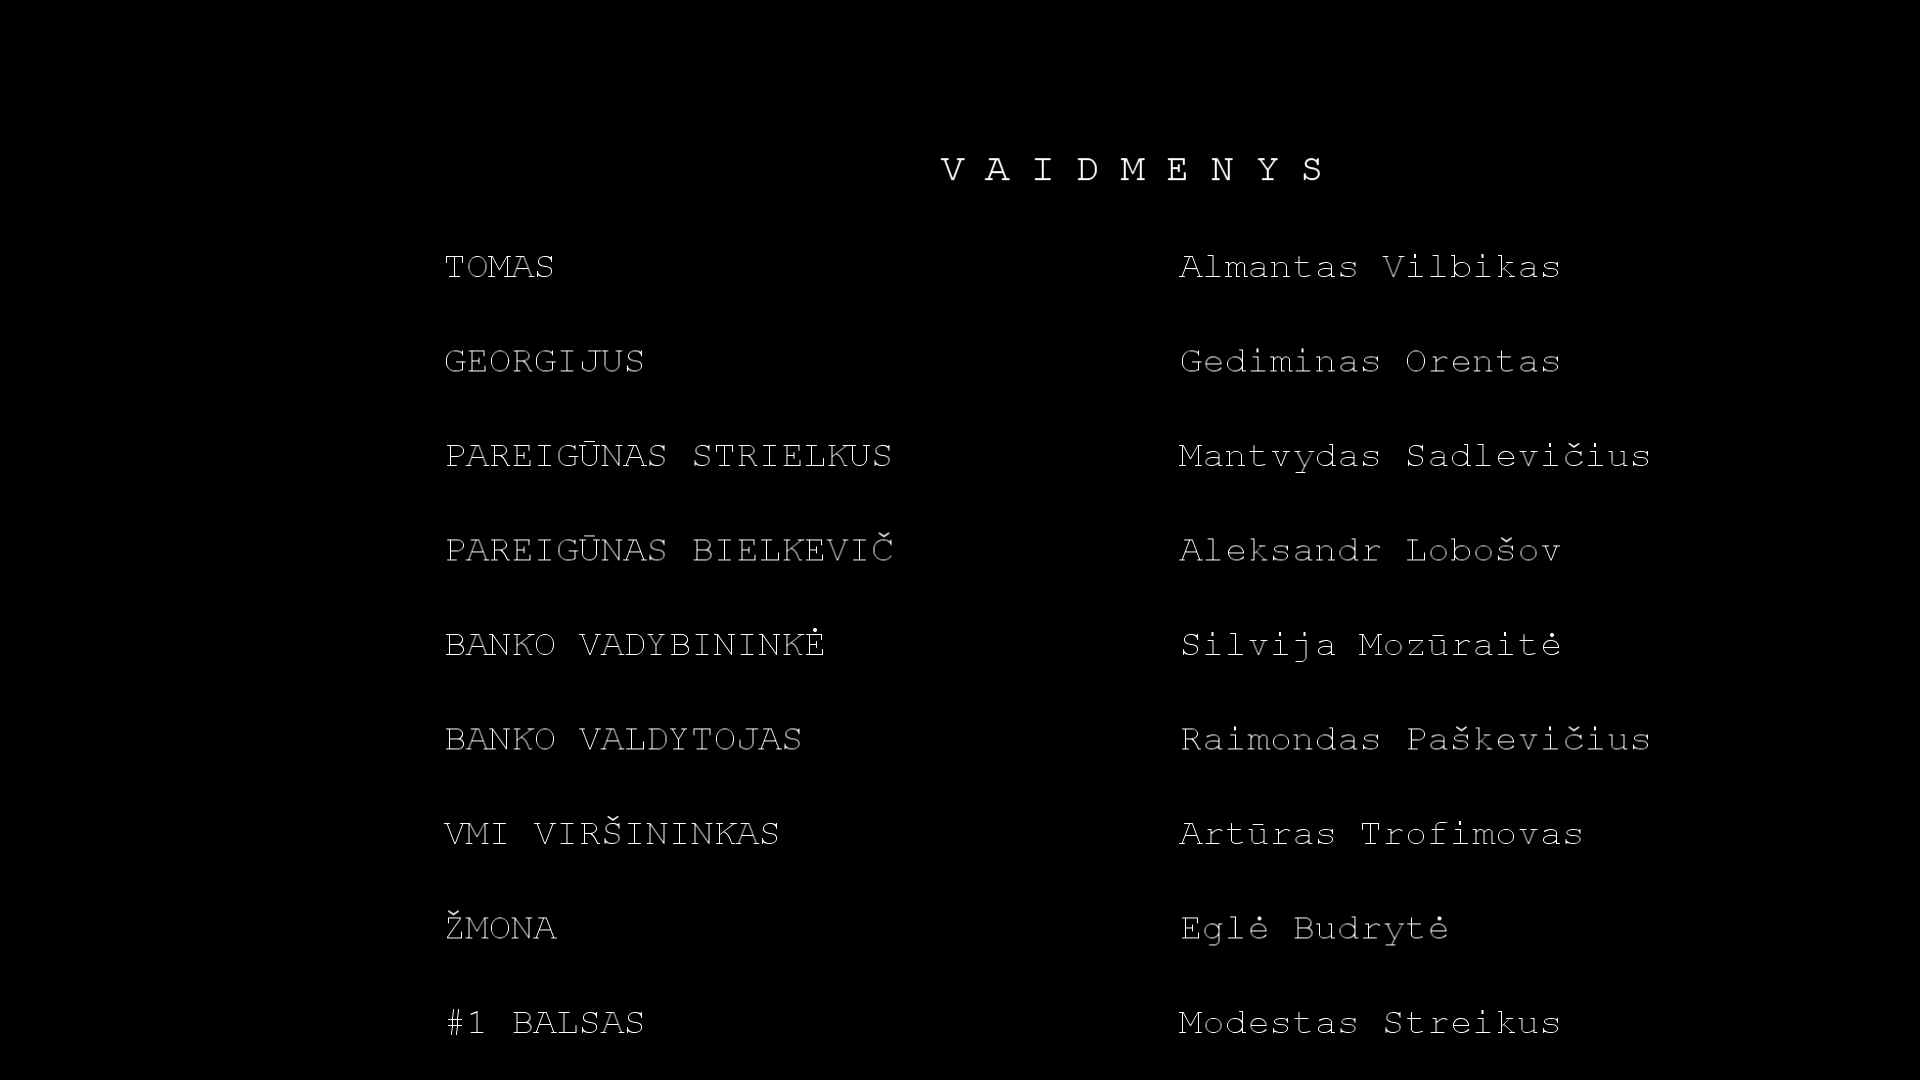 V A I D M E N Y S
TOMAS Almantas Vilbikas
GEORGIJUS Gediminas Orentas
PAREIGŪNAS STRIELKUS Mantvydas Sadlevičius
PAREIGŪNAS BIELKEVIČ Aleksandr Lobošov
BANKO VADYBININKĖ Silvija Mozūraitė
BANKO VALDYTOJAS Raimondas Paškevičius
VMI VIRŠININKAS Artūras Trofimovas
ŽMONA Eglė Budrytė
#1 BALSAS Modestas Streikus